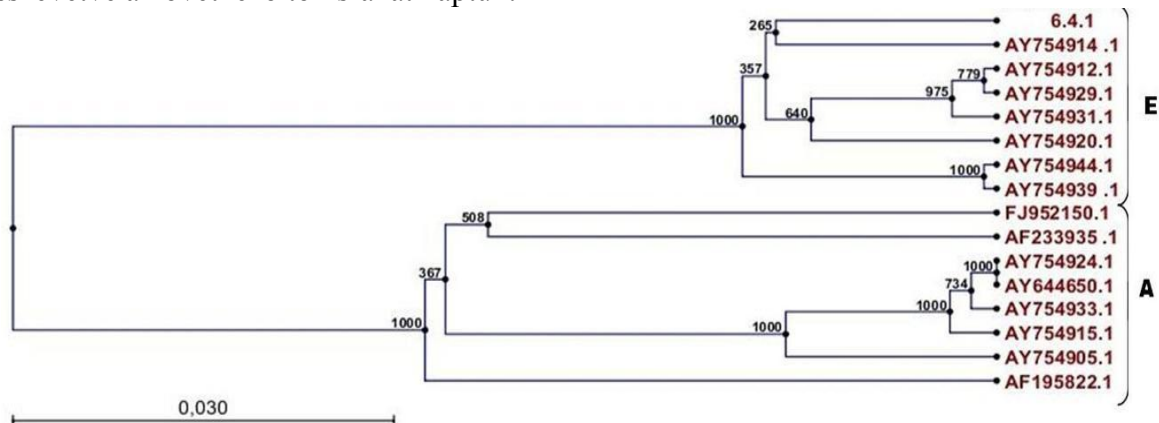 265
6.4.1
AY754914 .1
357
779
AY754912.1
975
AY754929.1
640
AY754931.1
E
1000
AY754920.1
1000
AY754944.1
AY754939 .1
508
FJ952150.1
AF233935 .1
367
1000
AY754924.1
734
AY644650.1
A
1000
AY754933.1
1000
1000
AY754915.1
AY754905.1
AF195822.1
0,030